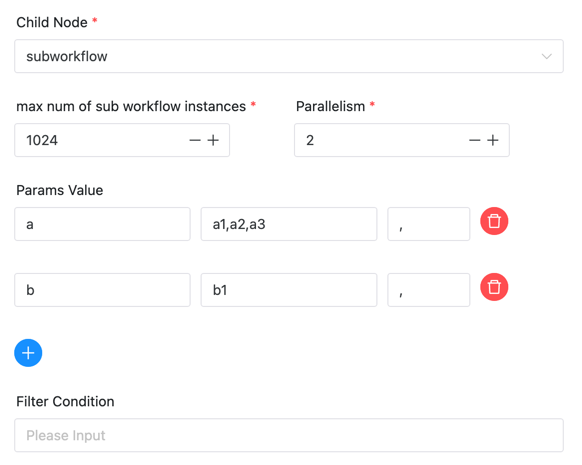 Child Node *
subworkflow
max num of sub workflow instances * Parallelism *
1024 2
Params Value
a a1,a2,a3 ,
b b1 ,
Filter Condition
Please Input